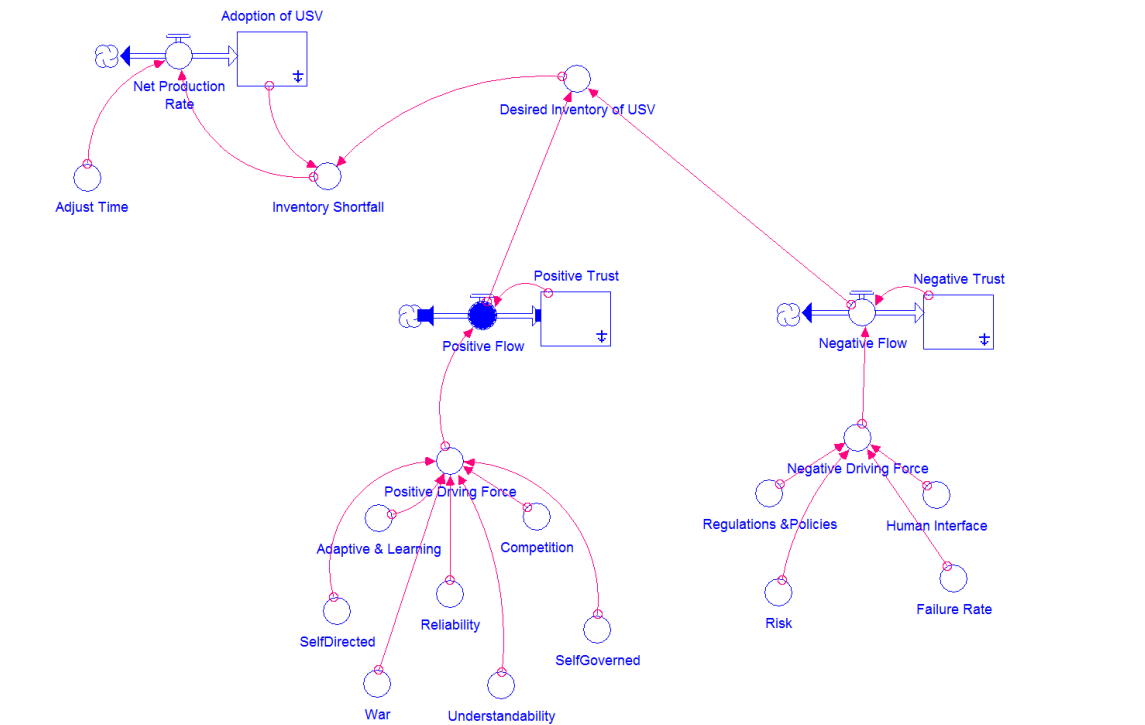 Adoption of USV
Net Production
Rate
Desired Inventory of USV
Adjust Time
Inventory Shortfall
Positive Trust
Negative Trust
Positive Flow
Negative Flow
Negative Driving Force
Positive Driving Force
Regulations &Policies
Human Interface
Adaptive & Learning
Competition
Failure Rate
Reliability
Risk
SelfDirected
SelfGoverned
War
Understandability